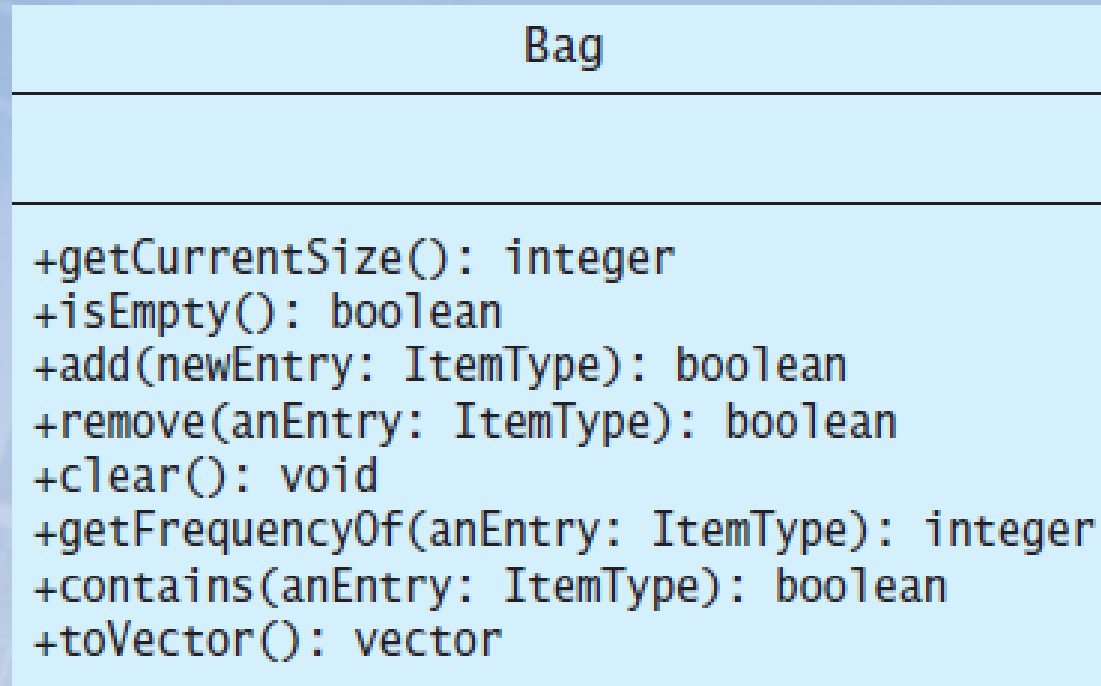 Bag
+getCurrentSize(): integer
+isEmpty(): boolean
+add(newEntry: ItemType): boolean
+remove(anEntry: ItemType): boolean
+clear(): void
+getFrequencyOf(anEntry: ItemType): integer
+contains(anEntry: ItemType): boolean
+toVector(): vector